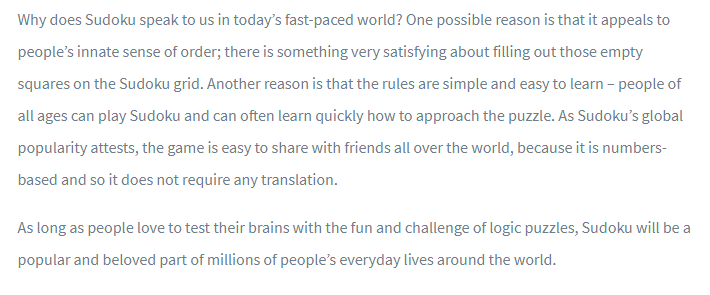 Why does Sudoku speak to us in today’s fast-paced world? One possible reason is that it appeals to
people’s innate sense of order; there is something very satisfying about filling out those empty
squares on the Sudoku grid. Another reason is that the rules are simple and easy to learn – people of
all ages can play Sudoku and can often learn quickly how to approach the puzzle. As Sudoku’s global
popularity attests, the game is easy to share with friends all over the world, because it is numbers-
based and so it does not require any translation.
As long as people love to test their brains with the fun and challenge of logic puzzles, Sudoku will be a
popular and beloved part of millions of people’s everyday lives around the world.